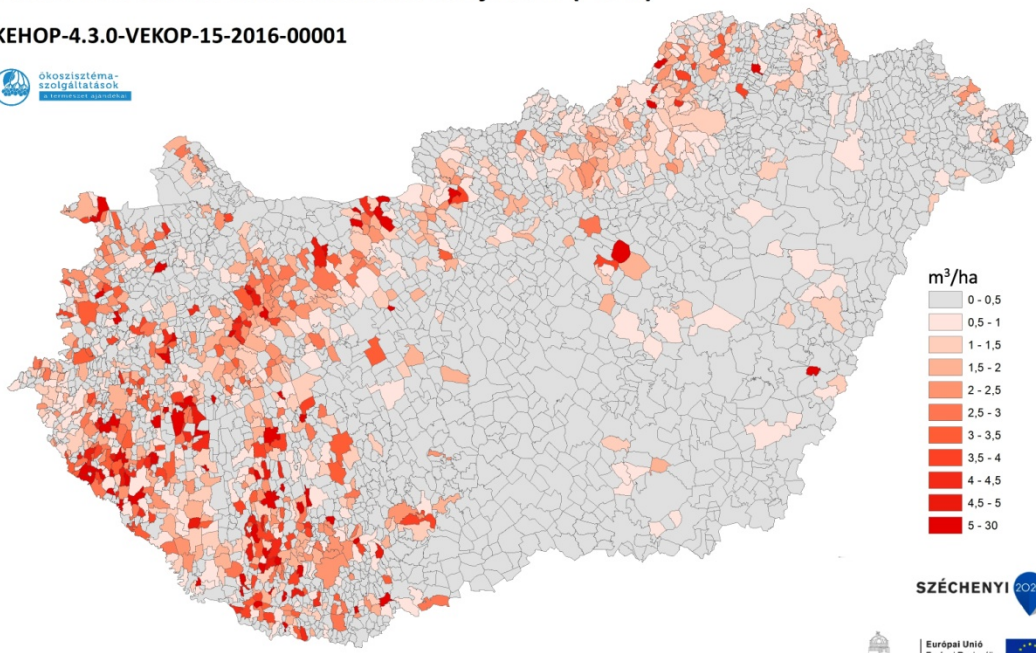 KEHOP-4.3.0-VEKOP-15-2016-00001
ökoszisztéma-
szolgáltatások
a természet ajándékai
m³/ha
0 - 0,5
0,5 - 1
1 - 1,5
1,5 - 2
2 - 2,5
2,5 - 3
3 - 3,5
3,5 - 4
4 - 4,5
4,5 - 5
5 - 30
SZÉCHENYI 202
Európai Unió